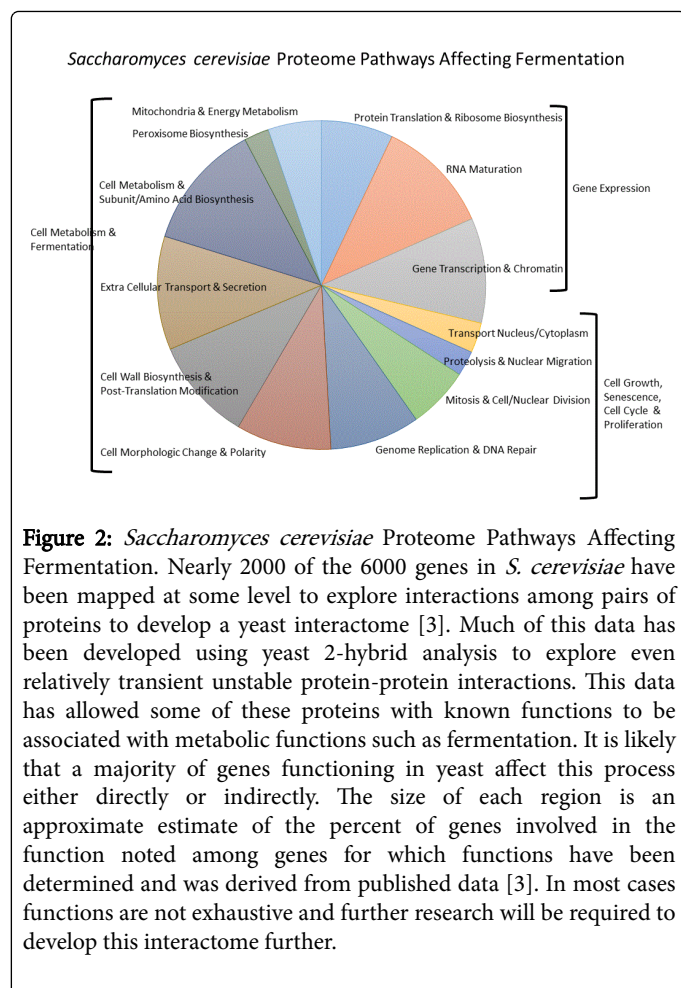 Saccharomyces cerevisiae Proteome Pathways Affecting Fermentation
Mitochondria & Energy Metabolism
Peroxisome Biosynthesis
Cell Metabolism &
Subunit/Amino Acid Biosynthesis
Cell Metabolism &
Fermentation
Extra Cellular Transport & Secretion
Cell Wall Biosynthesis &
Post-Translation Modification
Cell Morphologic Change & Polarity
Protein Translation & Ribosome Biosynthesis
RNA Maturation
Gene Expression
Gene Transcription & Chromatin
Transport Nucleus/Cytoplasm
Proteolysis & Nuclear Migration
Mitosis & Cell/Nuclear Division
Genome Replication & DNA Repair
Cell Growth,
Senescence,
Cell Cycle &
Proliferation
Figure 2: Saccharomyces cerevisiae Proteome Pathways Affecting
Fermentation. Nearly 2000 of the 6000 genes in S. cerevisiae have
been mapped at some level to explore interactions among pairs of
proteins to develop a yeast interactome [3]. Much of this data has
been developed using yeast 2-hybrid analysis to explore even
relatively transient unstable protein-protein interactions. This data
has allowed some of these proteins with known functions to be
associated with metabolic functions such as fermentation. It is likely
that a majority of genes functioning in yeast affect this process
either directly or indirectly. The size of each region is an
approximate estimate of the percent of genes involved in the
function noted among genes for which functions have been
determined and was derived from published data [3]. In most cases
functions are not exhaustive and further research will be required to
develop this interactome further.